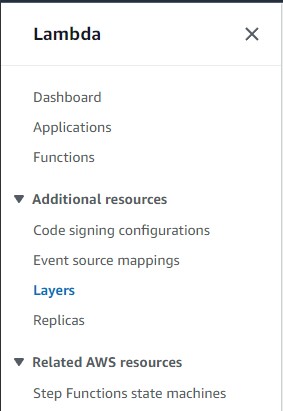 Lambda
Dashboard
Applications
Functions
Additional resources
Code signing configurations
Event source mappings
Layers
Replicas
Related AWS resources
Step Functions state machines